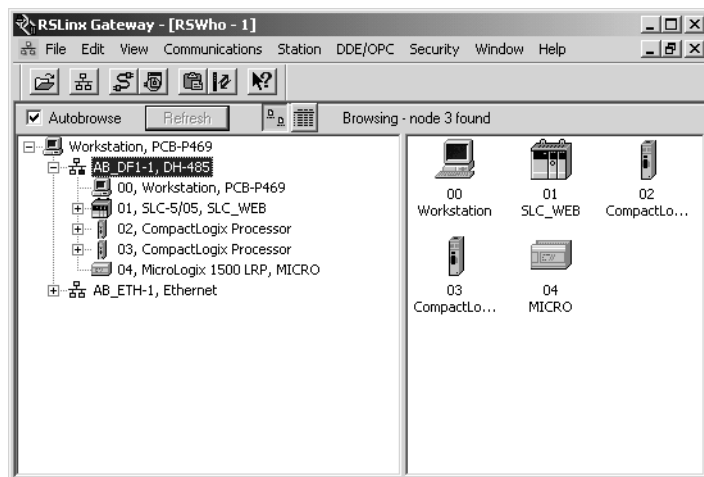 RSLinx Gateway - [RSWho - 1]
File Edit View Communications Station DDE/OPC Security Window Help
Autobrowse Refresh Browsing - node 3 found
Workstation, PCB-P469
AB_DF1-1, DH-485
00, Workstation, PCB-P469
01, SLC-5/05, SLC_WEB
02, CompactLogix Processor
03, CompactLogix Processor
04, MicroLogix 1500 LRP, MICRO
AB_ETH-1, Ethernet
00
Workstation
01
SLC_WEB
02
CompactLo...
03
CompactLo...
04
MICRO